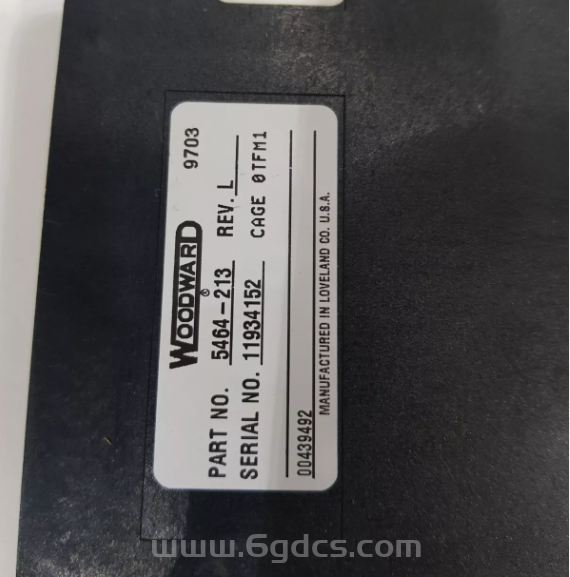 WOODWARD® 9703
PART NO. 5464-213 REV. L
SERIAL NO. 11934152 CAGE 0TFM1
00439492
MANUFACTURED IN LOVELAND CO. U.S.A.
www.6gdcs.com